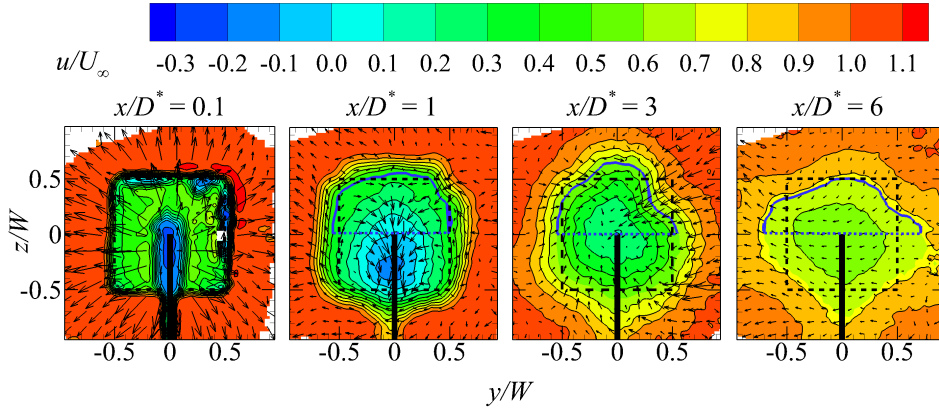 u/U∞ -0.3 -0.2 -0.1 0.0 0.1 0.2 0.3 0.4 0.5 0.6 0.7 0.8 0.9 1.0 1.1
x/D* = 0.1 x/D* = 1 x/D* = 3 x/D* = 6
0.5
z/W 0
-0.5
-0.5 0 0.5 -0.5 0 0.5 -0.5 0 0.5 -0.5 0 0.5
y/W